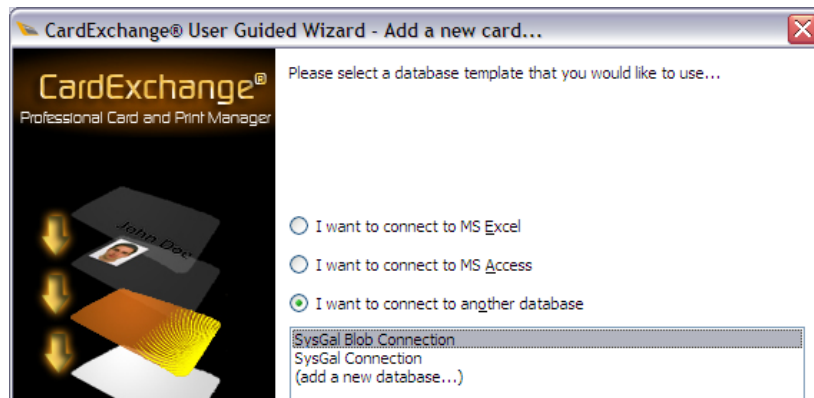 CardExchange® User Guided Wizard - Add a new card...
CardExchange®
Professional Card and Print Manager
John Doe
Please select a database template that you would like to use...
I want to connect to MS Excel
I want to connect to MS Access
I want to connect to another database
SysGal Blob Connection
SysGal Connection
(add a new database...)